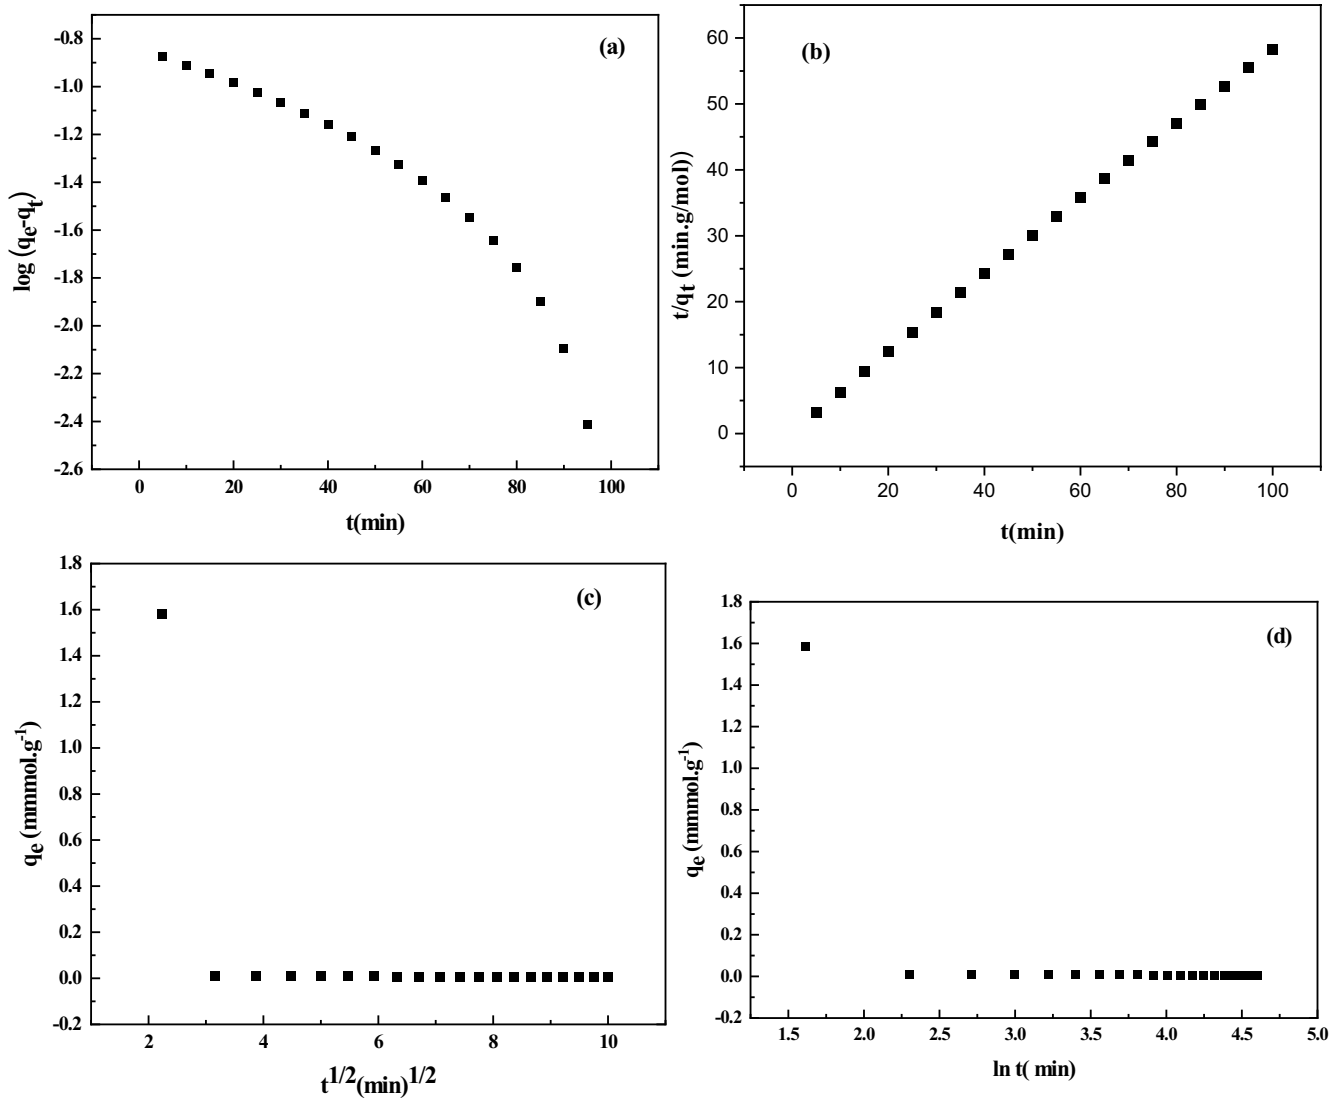 (a)
-0.8
-1.0
-1.2
-1.4
-1.6
-1.8
-2.0
-2.2
-2.4
-2.6
log (qe-qt)
0 20 40 60 80 100
t(min)
(b)
60
50
40
30
20
10
0
t/qt (min.g/mol))
0 20 40 60 80 100
t(min)
(c)
1.8
1.6
1.4
1.2
1.0
0.8
0.6
0.4
0.2
0.0
-0.2
qe (mmmol.g-1)
2 4 6 8 10
t1/2(min)1/2
(d)
1.8
1.6
1.4
1.2
1.0
0.8
0.6
0.4
0.2
0.0
-0.2
qe (mmmol.g-1)
1.5 2.0 2.5 3.0 3.5 4.0 4.5 5.0
ln t( min)